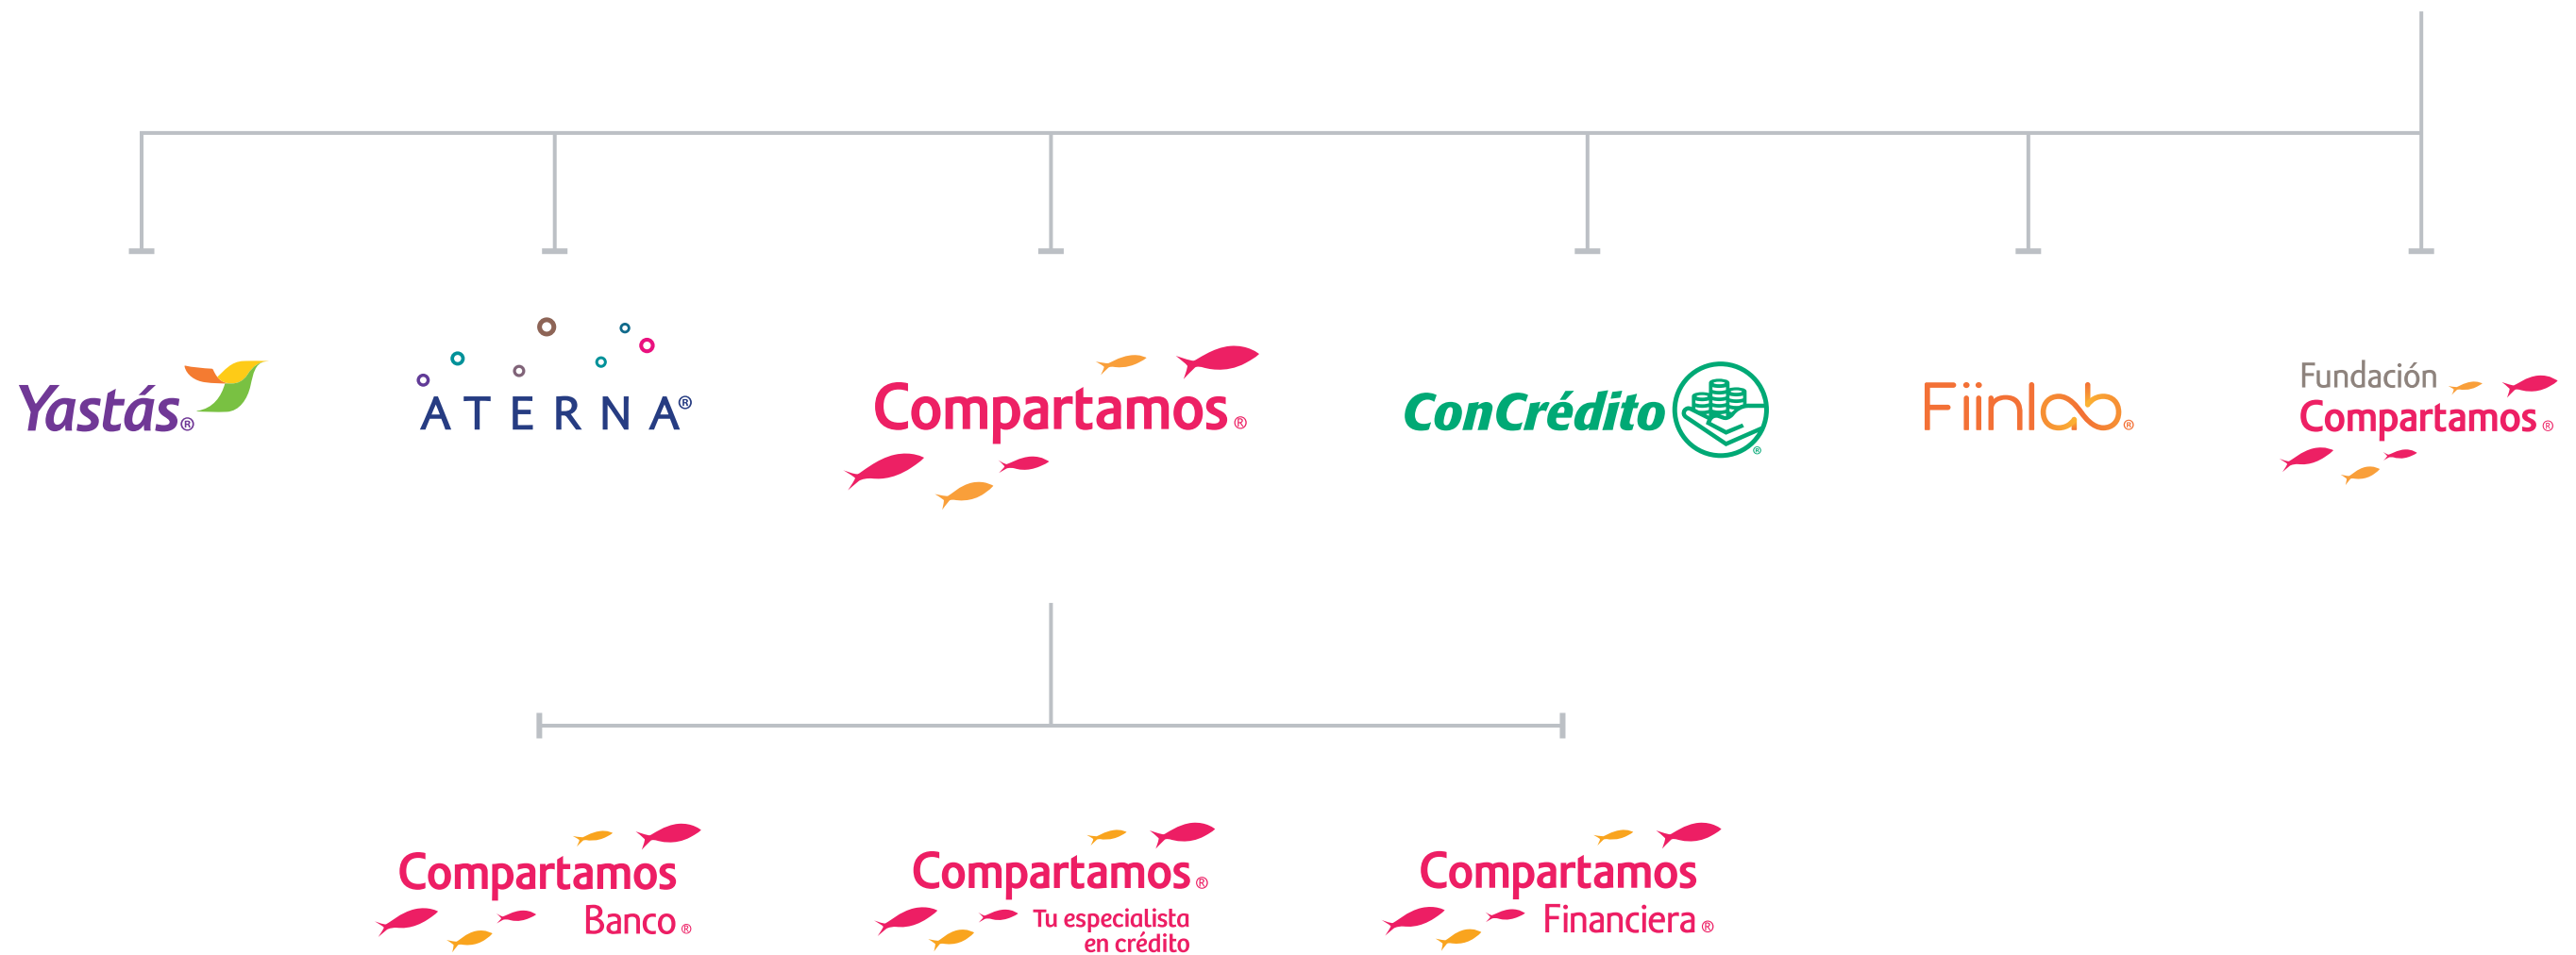 Yastás®
ATERNA®
Compartamos®
ConCrédito®
Fiinlab®
Fundación
Compartamos®
Compartamos
Banco®
Compartamos®
Tu especialista
en crédito
Compartamos
Financiera®